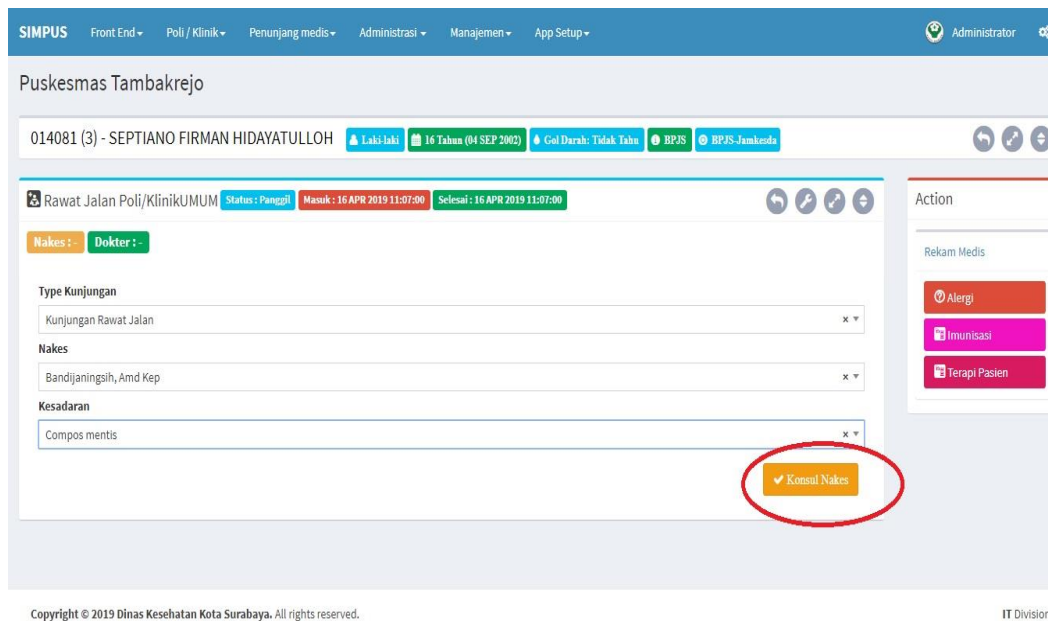 SIMPUS Front End Poli / Klinik Penunjang medis Administrasi Manajemen App Setup Administrator
Puskesmas Tambakrejo
014081 (3) - SEPTIANO FIRMAN HIDAYATULLOH Laki-laki 16 Tahun (04 SEP 2002) Gol Darah: Tidak Tahu BPJS BPJS-Jamkesda
Rawat Jalan Poli/KlinikUMUM Status : Panggil Masuk : 16 APR 2019 11:07:00 Selesai : 16 APR 2019 11:07:00
Nakes : - Dokter : -
Type Kunjungan
Kunjungan Rawat Jalan
Nakes
Bandijaningsih, Amd Kep
Kesadaran
Compos mentis
Konsul Nakes
Action
Rekam Medis
Alergi
Imunisasi
Terapi Pasien
Copyright © 2019 Dinas Kesehatan Kota Surabaya. All rights reserved. IT Division